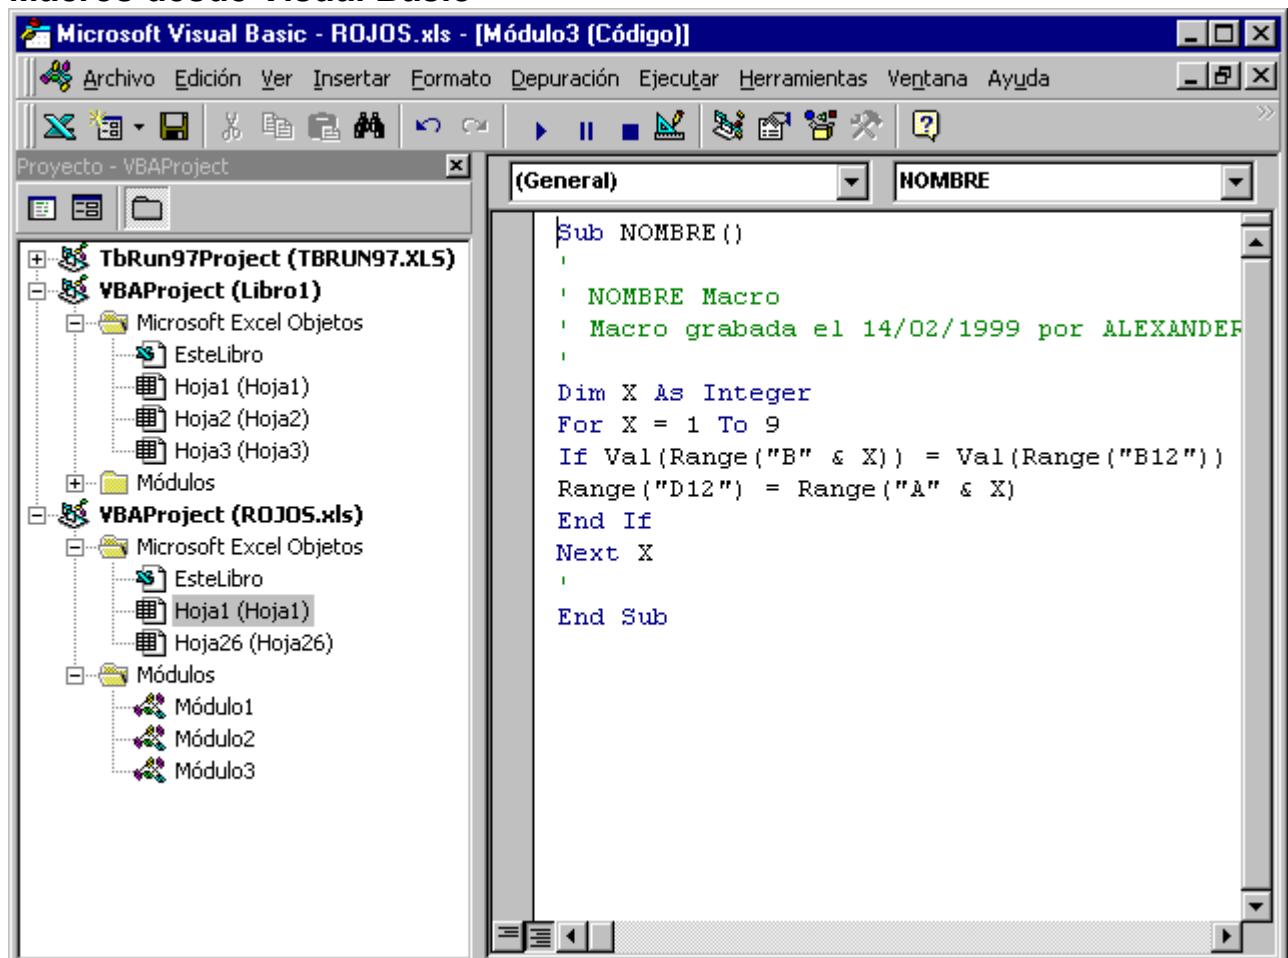 Macros desde Visual Basic
Microsoft Visual Basic - ROJOS.xls - [Módulo3 (Código)]
Archivo Edición Ver Insertar Formato Depuración Ejecutar Herramientas Ventana Ayuda
Proyecto - VBAProject
TbRun97Project (TBRUN97.XLS)
VBAProject (Libro1)
Microsoft Excel Objetos
EsteLibro
Hoja1 (Hoja1)
Hoja2 (Hoja2)
Hoja3 (Hoja3)
Módulos
VBAProject (ROJOS.xls)
Microsoft Excel Objetos
EsteLibro
Hoja1 (Hoja1)
Hoja26 (Hoja26)
Módulos
Módulo1
Módulo2
Módulo3
(General) NOMBRE
Sub NOMBRE()
'
' NOMBRE Macro
' Macro grabada el 14/02/1999 por ALEXANDER
'
Dim X As Integer
For X = 1 To 9
If Val(Range("B" & X)) = Val(Range("B12"))
Range("D12") = Range("A" & X)
End If
Next X
'
End Sub